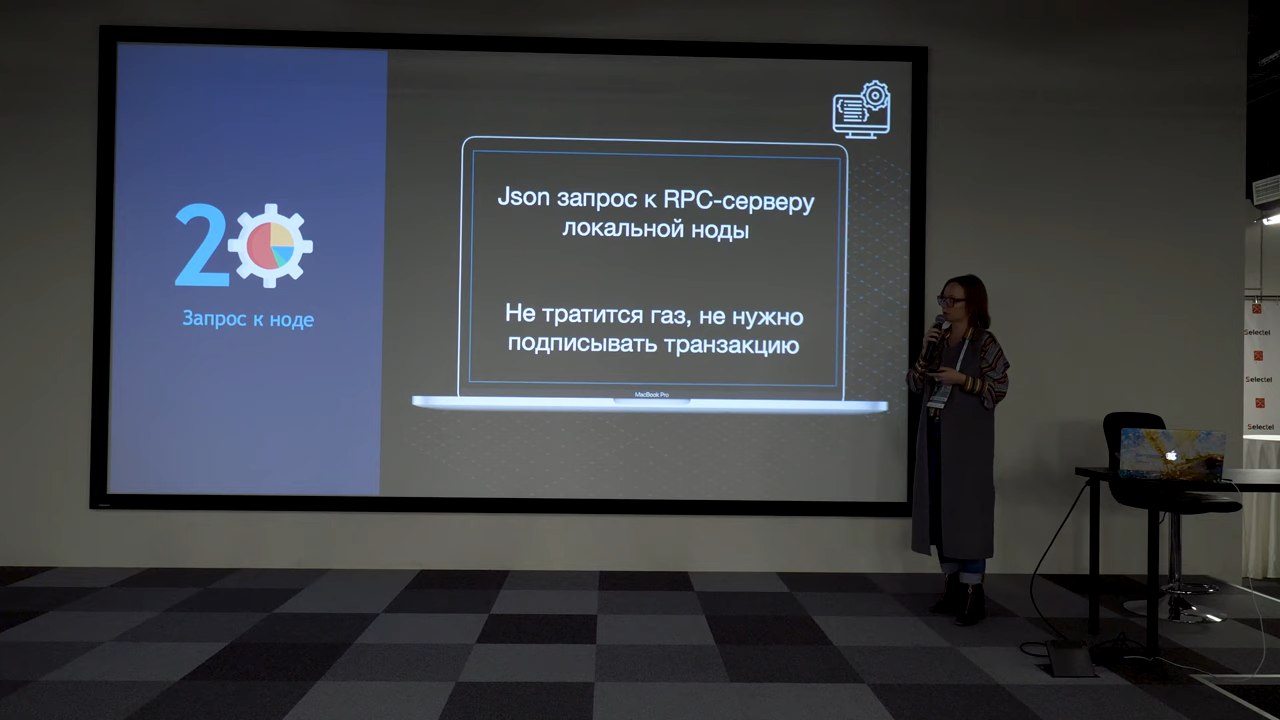 20
Запрос к ноде
Json запрос к RPC-серверу
локальной ноды
Не тратится газ, не нужно
подписывать транзакцию
MacBook Pro
Selectel
Selectel
Selectel